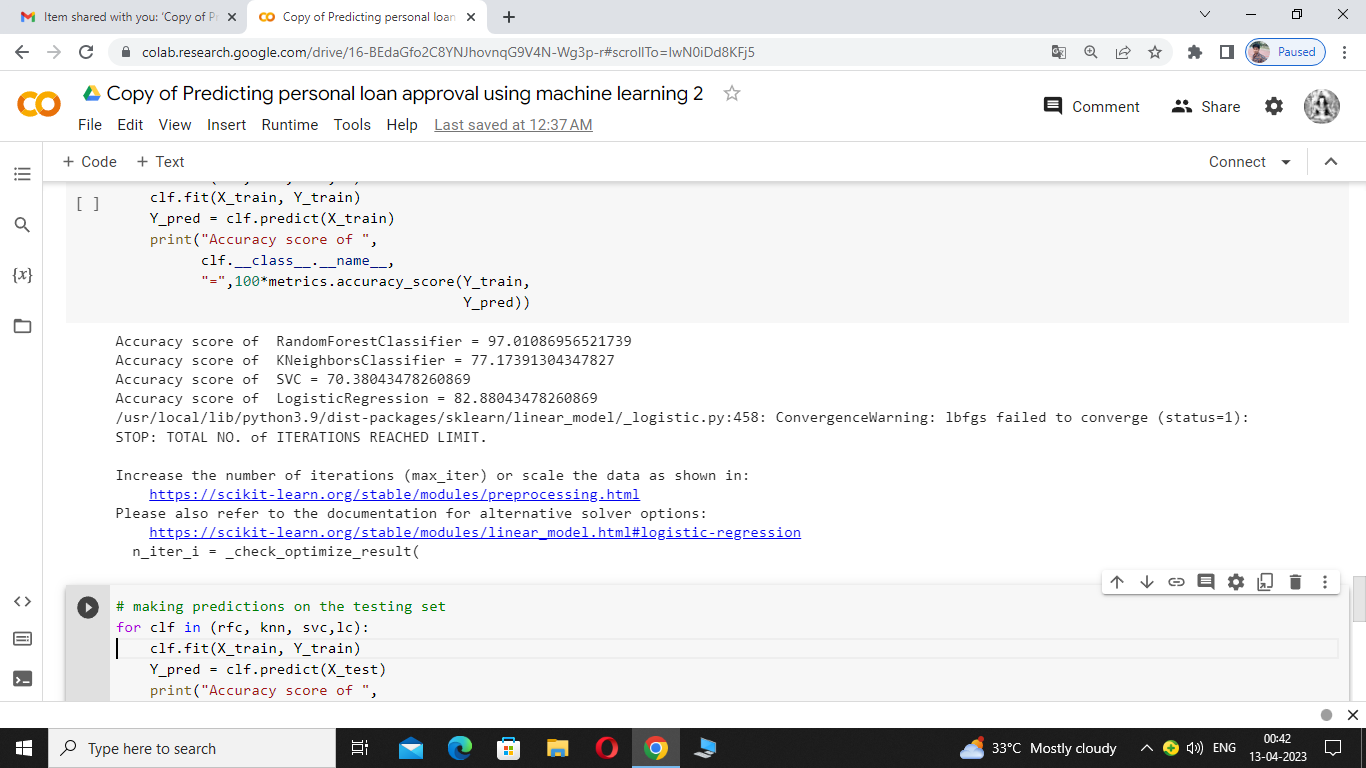 Item shared with you: 'Copy of Pr
Copy of Predicting personal loan
colab.research.google.com/drive/16-BEdaGfo2C8YNJhovnqG9V4N-Wg3p-r#scrollTo=lwN0iDd8KFj5
Paused
Copy of Predicting personal loan approval using machine learning 2
Comment
Share
File Edit View Insert Runtime Tools Help Last saved at 12:37 AM
+ Code + Text
Connect
[ ]
clf.fit(X_train, Y_train)
Y_pred = clf.predict(X_train)
print("Accuracy score of ",
clf.__class__.__name__,
"=",100*metrics.accuracy_score(Y_train,
Y_pred))
{x}
Accuracy score of  RandomForestClassifier = 97.01086956521739
Accuracy score of  KNeighborsClassifier = 77.17391304347827
Accuracy score of  SVC = 70.38043478260869
Accuracy score of  LogisticRegression = 82.88043478260869
/usr/local/lib/python3.9/dist-packages/sklearn/linear_model/_logistic.py:458: ConvergenceWarning: lbfgs failed to converge (status=1):
STOP: TOTAL NO. of ITERATIONS REACHED LIMIT.
Increase the number of iterations (max_iter) or scale the data as shown in:
https://scikit-learn.org/stable/modules/preprocessing.html
Please also refer to the documentation for alternative solver options:
https://scikit-learn.org/stable/modules/linear_model.html#logistic-regression
n_iter_i = _check_optimize_result(
# making predictions on the testing set
for clf in (rfc, knn, svc,lc):
clf.fit(X_train, Y_train)
Y_pred = clf.predict(X_test)
print("Accuracy score of ",
Type here to search
33°C Mostly cloudy
ENG
00:42
13-04-2023